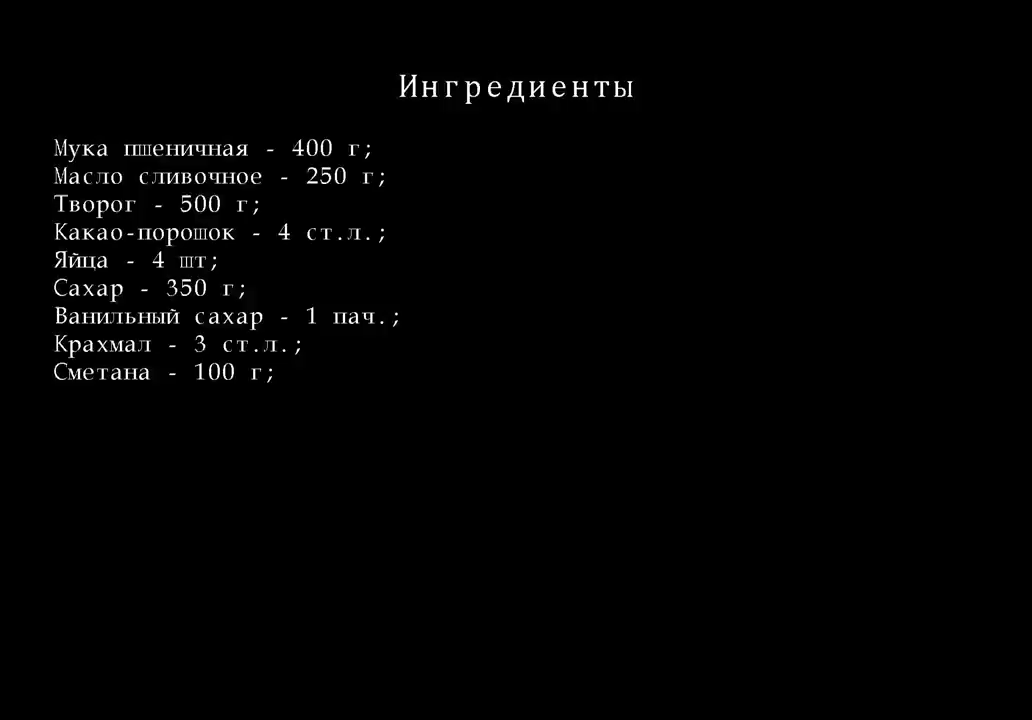 Ингредиенты
Мука пшеничная - 400 г;
Масло сливочное - 250 г;
Творог - 500 г;
Какао-порошок - 4 ст.л.;
Яйца - 4 шт;
Сахар - 350 г;
Ванильный сахар - 1 пач.;
Крахмал - 3 ст.л.;
Сметана - 100 г;